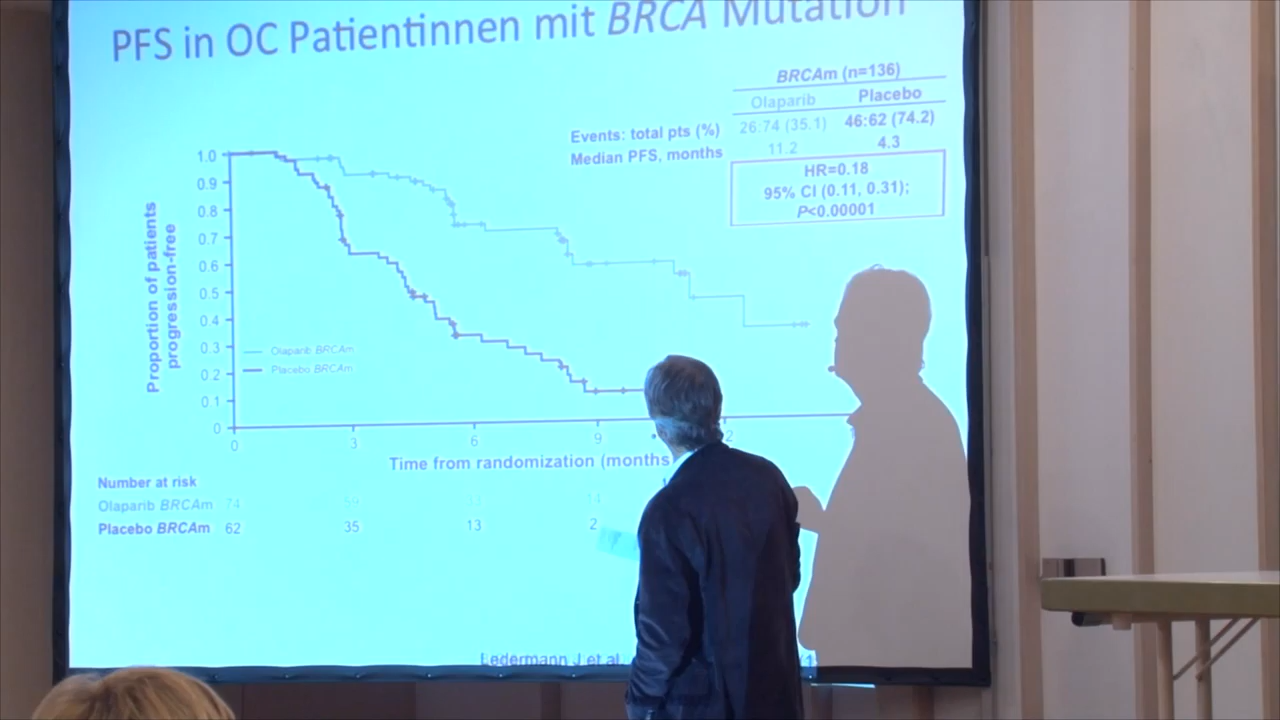 PFS in OC Patientinnen mit BRCA Mutation
BRCAm (n=136)
Olaparib Placebo
Events: total pts (%) 26:74 (35.1) 46:62 (74.2)
Median PFS, months 11.2 4.3
HR=0.18
95% CI (0.11, 0.31);
P<0.00001
Proportion of patients
progression-free
1.0
0.9
0.8
0.7
0.6
0.5
0.4
0.3
0.2
0.1
0
Olaparib BRCAm
Placebo BRCAm
0 3 6 9
Time from randomization (months
Number at risk
Olaparib BRCAm 74 59 14
Placebo BRCAm 62 35 13 2
Ledermann J et al